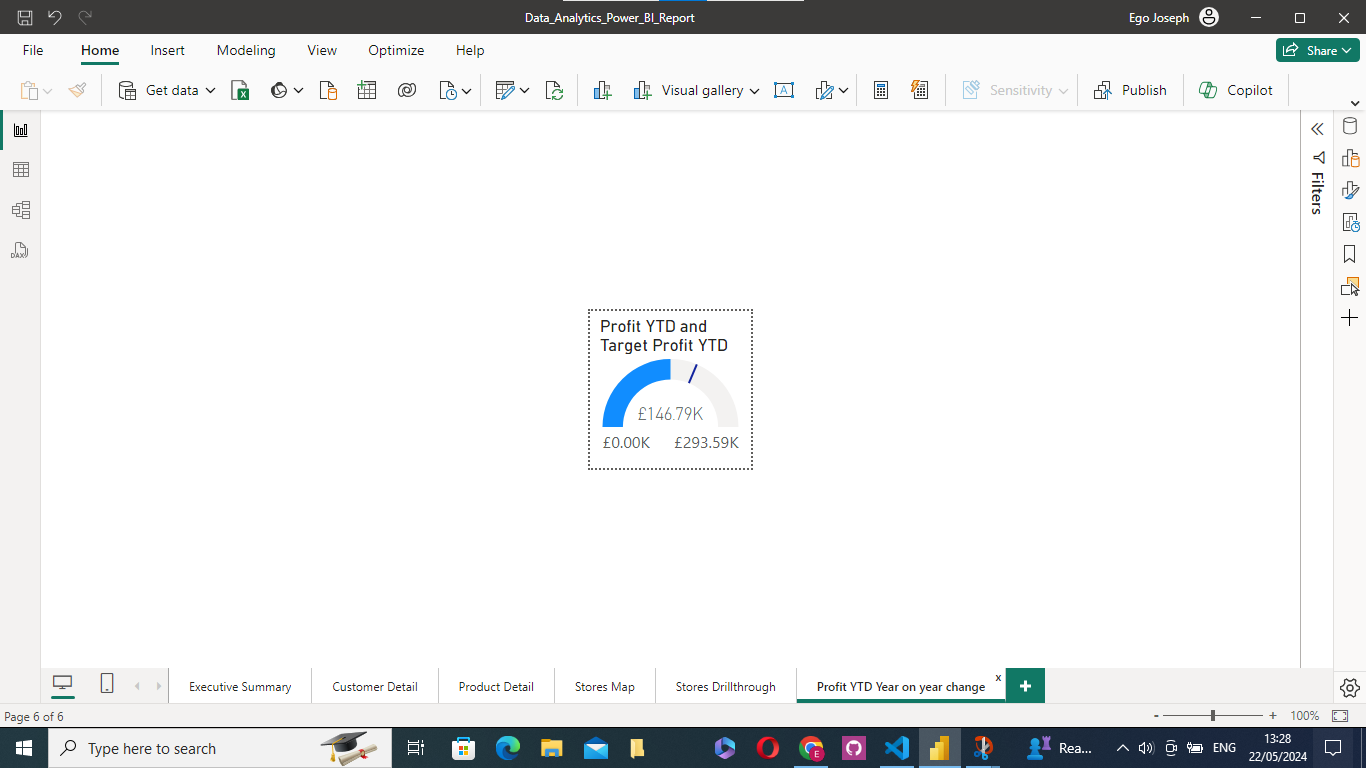 Data_Analytics_Power_BI_Report
Ego Joseph
File Home Insert Modeling View Optimize Help
Share
Get data
Visual gallery
Sensitivity
Publish
Copilot
DAX
Filters
Profit YTD and
Target Profit YTD
£146.79K
£0.00K £293.59K
Executive Summary Customer Detail Product Detail Stores Map Stores Drillthrough Profit YTD Year on year change x
+
Page 6 of 6
- + 100%
Type here to search
Rea...
ENG
13:28
22/05/2024